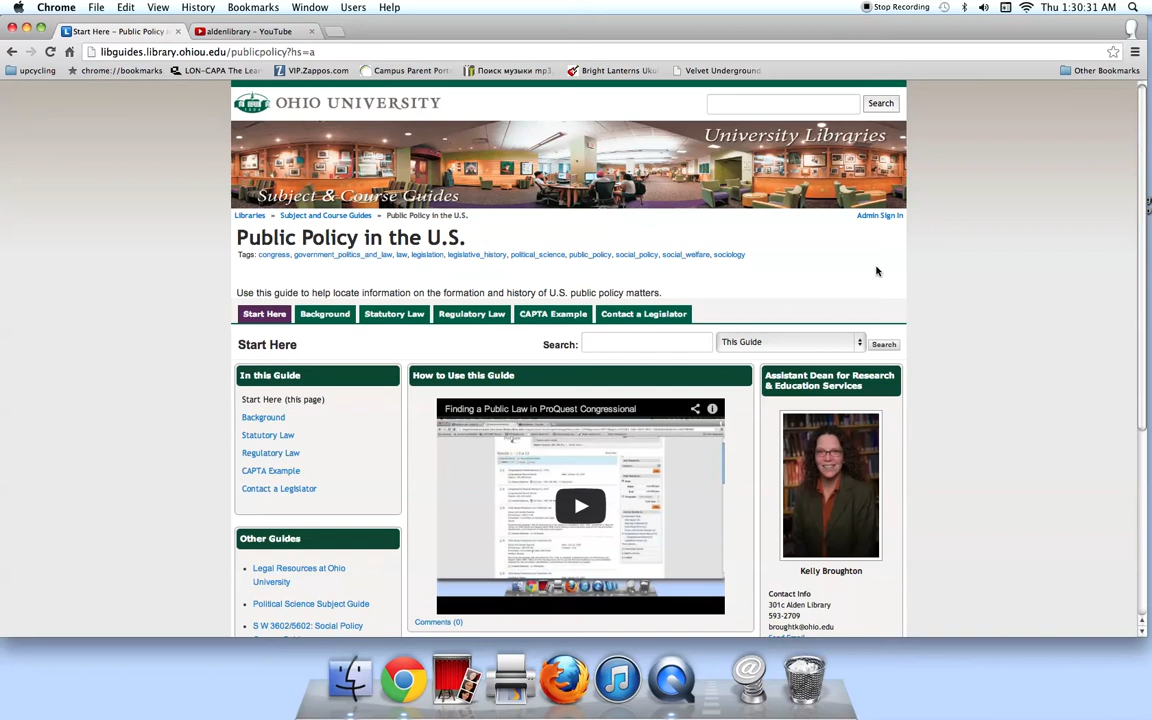 Chrome File Edit View History Bookmarks Window Users Help Stop Recording Thu 1:30:31 AM
Start Here – Public Policy aldenlibrary – YouTube
libguides.library.ohiou.edu/publicpolicy?hs=a
upcycling chrome://bookmarks LON-CAPA The Lear VIP.Zappos.com Campus Parent Port Поиск музыки mp3 Bright Lanterns Uku Velvet Underground Other Bookmarks
OHIO UNIVERSITY Search
University Libraries
Subject & Course Guides
Libraries » Subject and Course Guides » Public Policy in the U.S. Admin Sign In
Public Policy in the U.S.
Tags: congress, government_politics_and_law, law, legislation, legislative_history, political_science, public_policy, social_policy, social_welfare, sociology
Use this guide to help locate information on the formation and history of U.S. public policy matters.
Start Here Background Statutory Law Regulatory Law CAPTA Example Contact a Legislator
Start Here Search: This Guide Search
In this Guide
Start Here (this page)
Background
Statutory Law
Regulatory Law
CAPTA Example
Contact a Legislator
Other Guides
Legal Resources at Ohio
University
Political Science Subject Guide
S W 3602/5602: Social Policy
How to Use this Guide
Finding a Public Law in ProQuest Congressional
Comments (0)
Assistant Dean for Research
& Education Services
Kelly Broughton
Contact Info
301c Alden Library
593-2709
broughtk@ohio.edu
Send Email